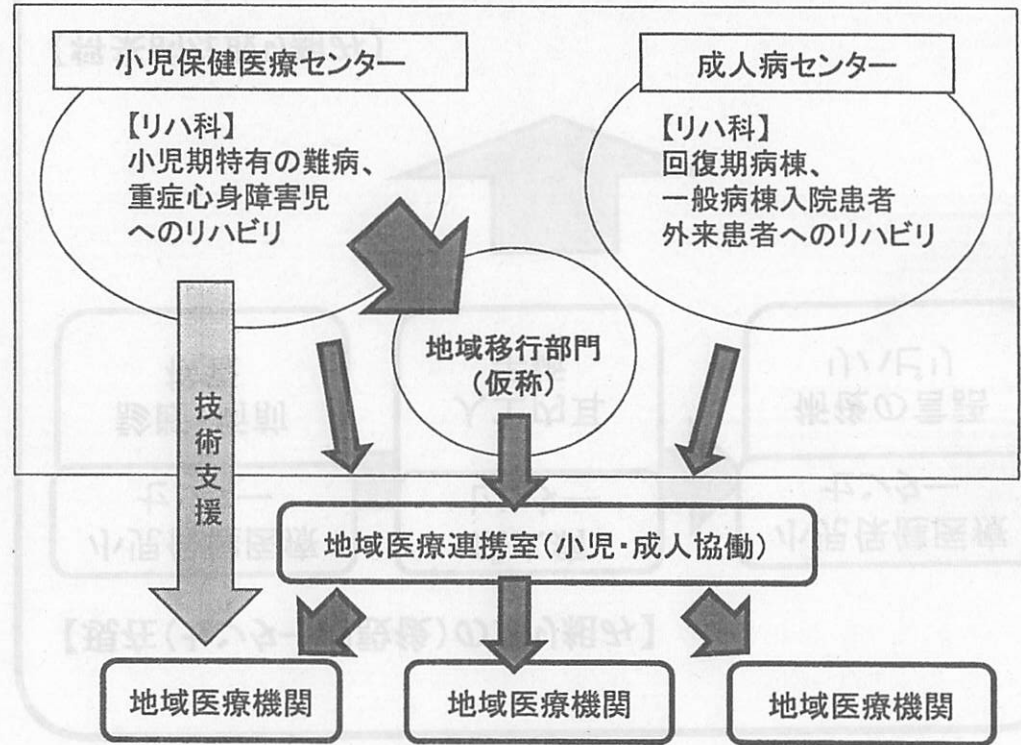 小児保健医療センター
成人病センター
【リハ科】
小児期特有の難病、
重症心身障害児
へのリハビリ
【リハ科】
回復期病棟、
一般病棟入院患者
外来患者へのリハビリ
地域移行部門
(仮称)
技術支援
地域医療連携室(小児・成人協働)
地域医療機関
地域医療機関
地域医療機関